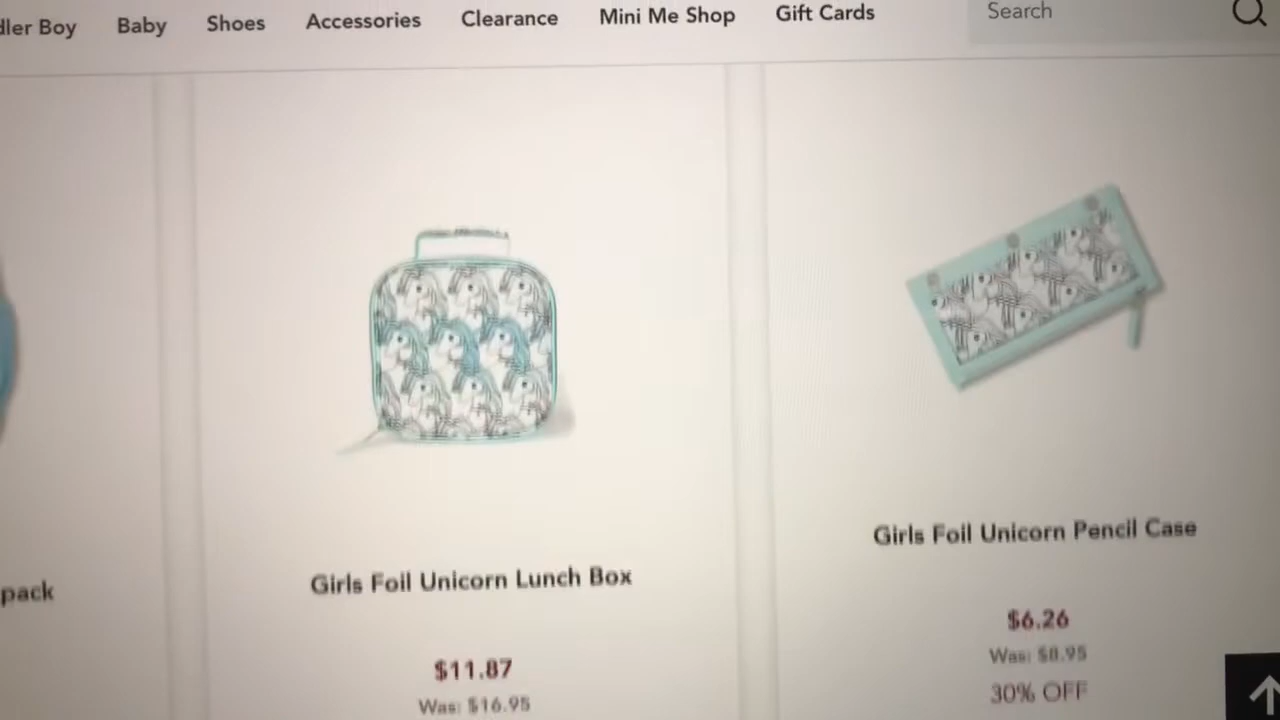 dler Boy Baby Shoes Accessories Clearance Mini Me Shop Gift Cards Search
pack
Girls Foil Unicorn Lunch Box
$11.87
Was: $16.95
Girls Foil Unicorn Pencil Case
$6.26
Was: $8.95
30% OFF